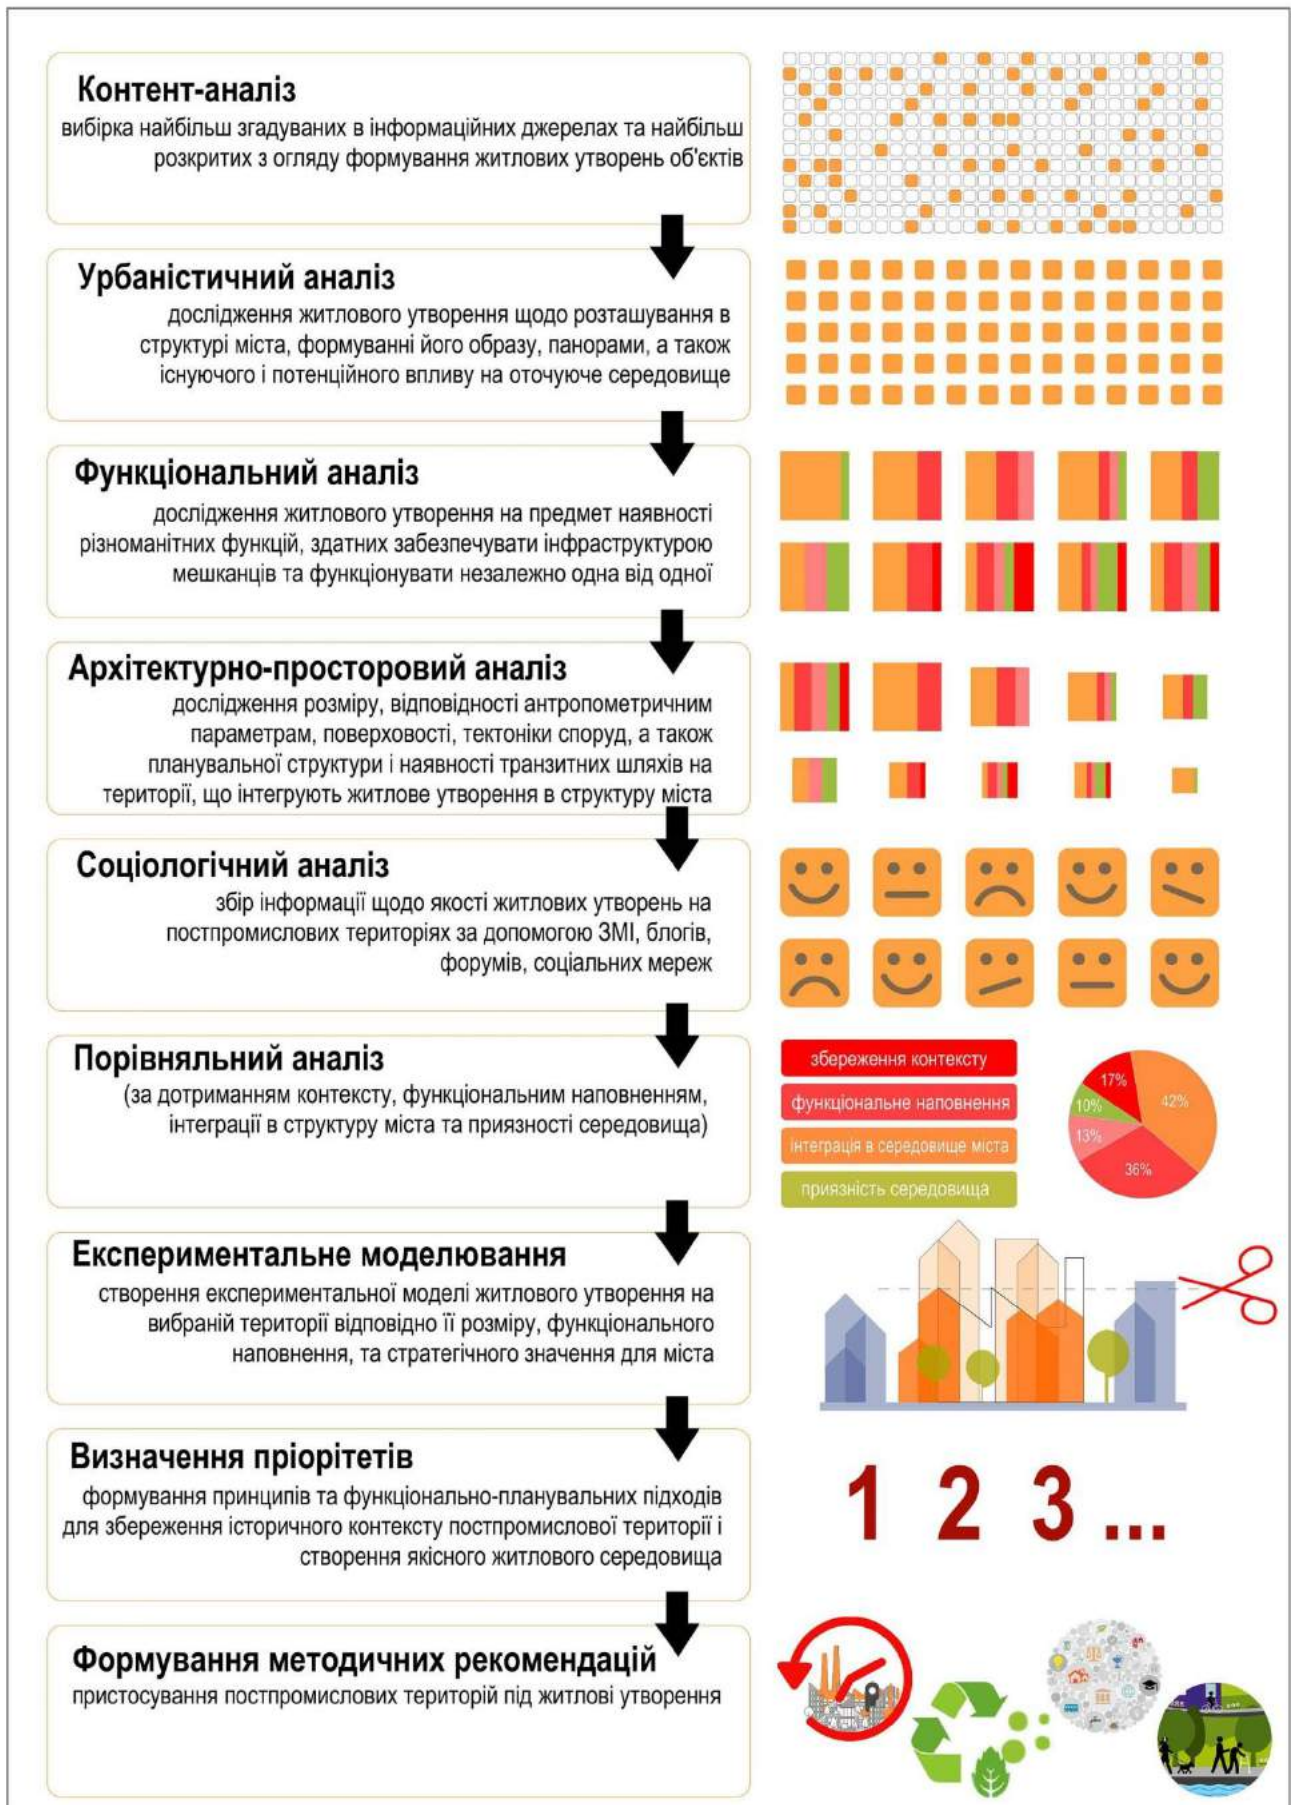 Контент-аналіз
вибірка найбільш згадуваних в інформаційних джерелах та найбільш
розкритих з огляду формування житлових утворень об'єктів
Урбаністичний аналіз
дослідження житлового утворення щодо розташування в
структурі міста, формуванні його образу, панорами, а також
існуючого і потенційного впливу на оточуюче середовище
Функціональний аналіз
дослідження житлового утворення на предмет наявності
різноманітних функцій, здатних забезпечувати інфраструктурою
мешканців та функціонувати незалежно одна від одної
Архітектурно-просторовий аналіз
дослідження розміру, відповідності антропометричним
параметрам, поверховості, тектоніки споруд, а також
планувальної структури і наявності транзитних шляхів на
території, що інтегрують житлове утворення в структуру міста
Соціологічний аналіз
збір інформації щодо якості житлових утворень на
постпромислових територіях за допомогою ЗМІ, блогів,
форумів, соціальних мереж
Порівняльний аналіз
(за дотриманням контексту, функціональним наповненням,
інтеграції в структуру міста та приязності середовища)
збереження контексту
функціональне наповнення
інтеграція в середовище міста
приязність середовища
17%
42%
10%
13%
36%
Експериментальне моделювання
створення експериментальної моделі житлового утворення на
вибраній території відповідно її розміру, функціонального
наповнення, та стратегічного значення для міста
Визначення пріорітетів
формування принципів та функціонально-планувальних підходів
для збереження історичного контексту постпромислової території і
створення якісного житлового середовища
1 2 3 ...
Формування методичних рекомендацій
пристосування постпромислових територій під житлові утворення